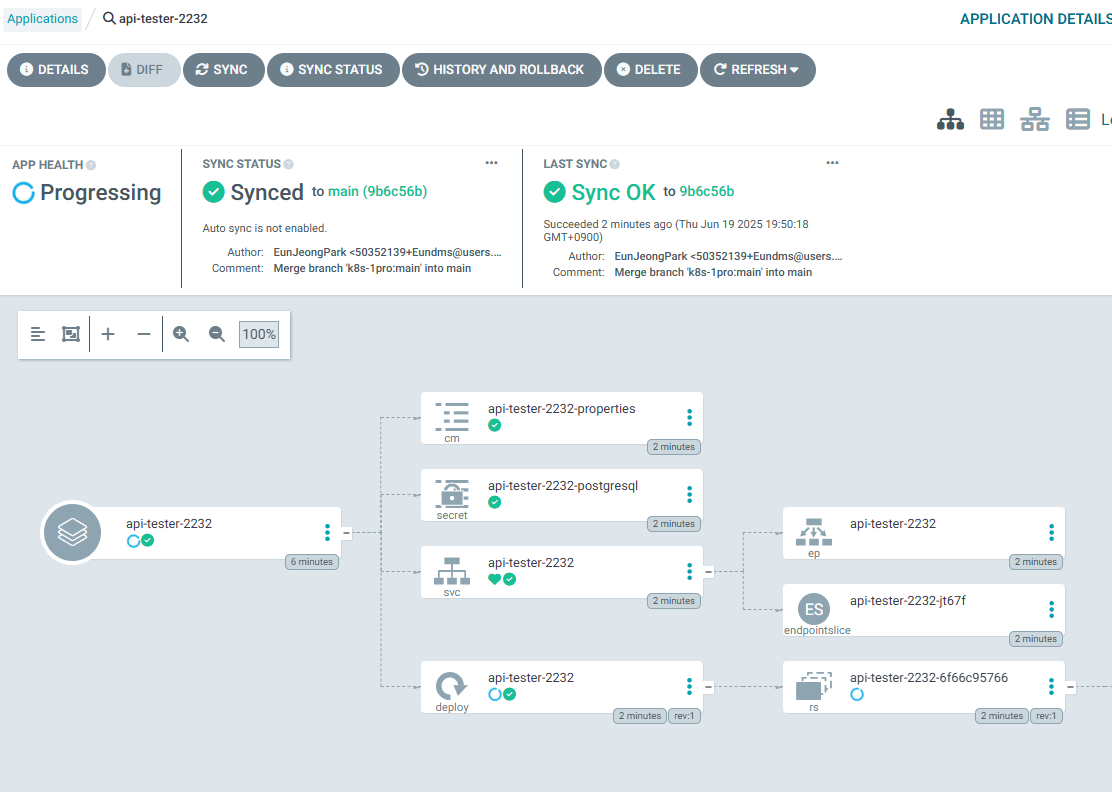 Applications / api-tester-2232
APPLICATION DETAILS
DETAILS DIFF SYNC SYNC STATUS HISTORY AND ROLLBACK DELETE REFRESH
APP HEALTH
Progressing
SYNC STATUS
Synced to main (9b6c56b)
Auto sync is not enabled.
Author: EunJeongPark <50352139+Eundms@users....
Comment: Merge branch 'k8s-1pro:main' into main
LAST SYNC
Sync OK to 9b6c56b
Succeeded 2 minutes ago (Thu Jun 19 2025 19:50:18
GMT+0900)
Author: EunJeongPark <50352139+Eundms@users....
Comment: Merge branch 'k8s-1pro:main' into main
100%
api-tester-2232
6 minutes
api-tester-2232-properties
cm
2 minutes
api-tester-2232-postgresql
secret
2 minutes
api-tester-2232
svc
2 minutes
api-tester-2232
ep
2 minutes
ES
api-tester-2232-jt67f
endpointslice
2 minutes
api-tester-2232
deploy
2 minutes rev:1
api-tester-2232-6f66c95766
rs
2 minutes rev:1